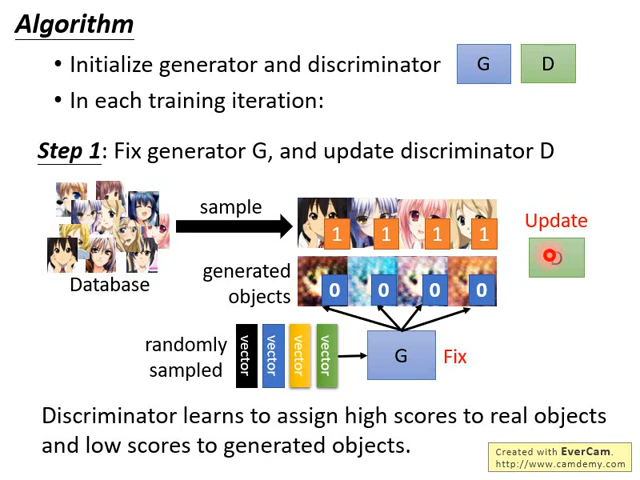 Algorithm
• Initialize generator and discriminator G D
• In each training iteration:
Step 1: Fix generator G, and update discriminator D
sample
1 1 1 1
Update
D
Database
generated
objects
0 0 0 0
randomly
sampled
vector vector vector vector
G
Fix
Discriminator learns to assign high scores to real objects
and low scores to generated objects.
Created with EverCam.
http://www.camdemy.com